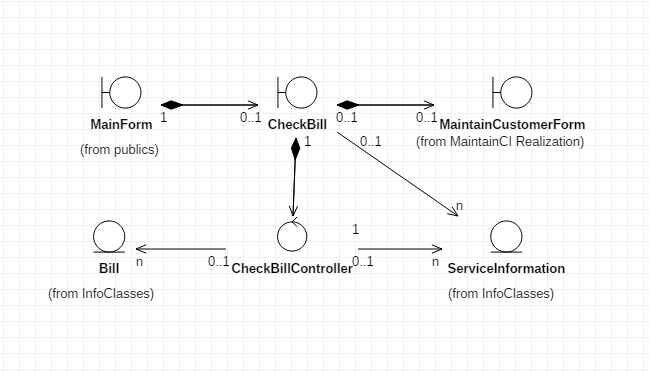 1 0..1 0..1 0..1
MainForm CheckBill MaintainCustomerForm
(from publics) 1 0..1 (from MaintainCI Realization)
n
1
n 0..1 0..1 n
Bill CheckBillController ServiceInformation
(from InfoClasses) (from InfoClasses)